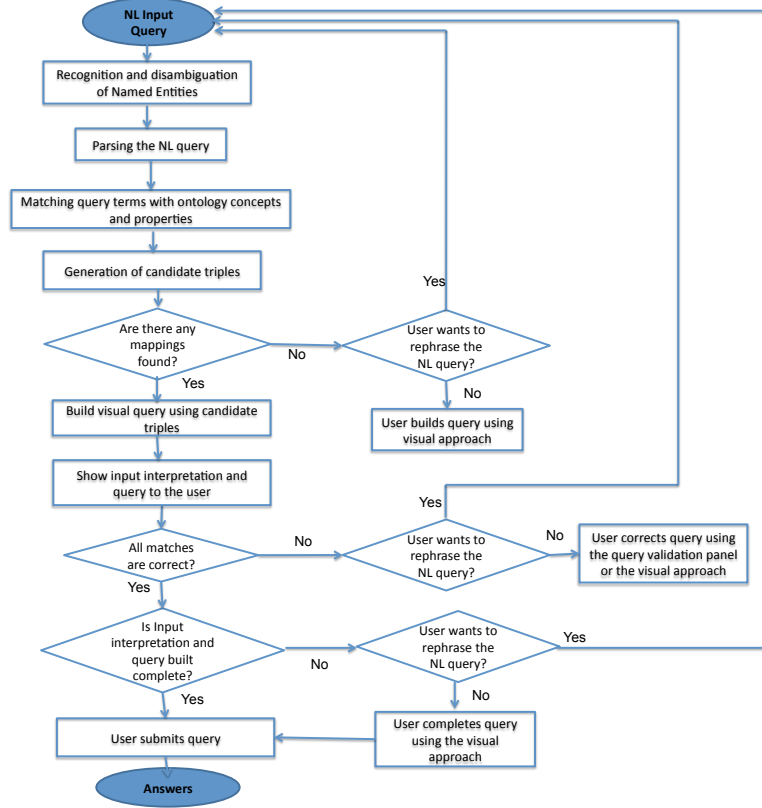 NL Input
Query
Recognition and disambiguation
of Named Entities
Parsing the NL query
Matching query terms with ontology concepts
and properties
Generation of candidate triples
Yes
Are there any
mappings
found?
No
User wants to
rephrase the
NL query?
Yes
No
Build visual query using candidate
triples
User builds query using
visual approach
Show input interpretation and
query to the user
Yes
All matches
are correct?
No
User wants to
rephrase the
NL query?
No
User corrects query using
the query validation panel
or the visual approach
Yes
Is Input
interpretation and
query built
complete?
No
User wants to
rephrase the
NL query?
Yes
Yes
No
User submits query
User completes query
using the visual
approach
Answers